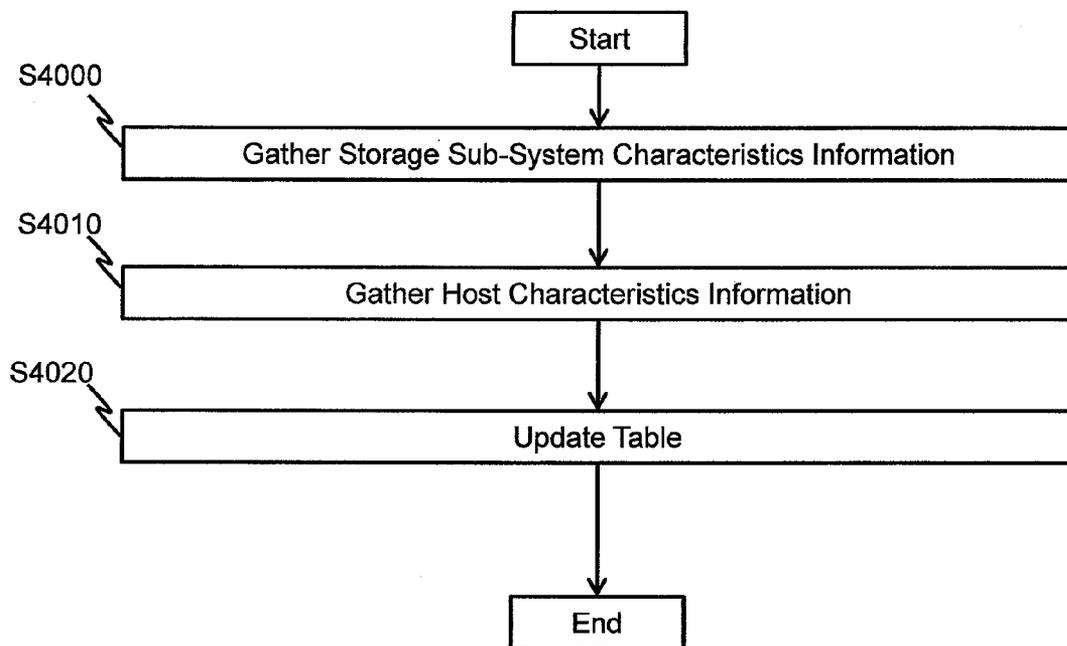 Start
S4000
Gather Storage Sub-System Characteristics Information
S4010
Gather Host Characteristics Information
S4020
Update Table
End